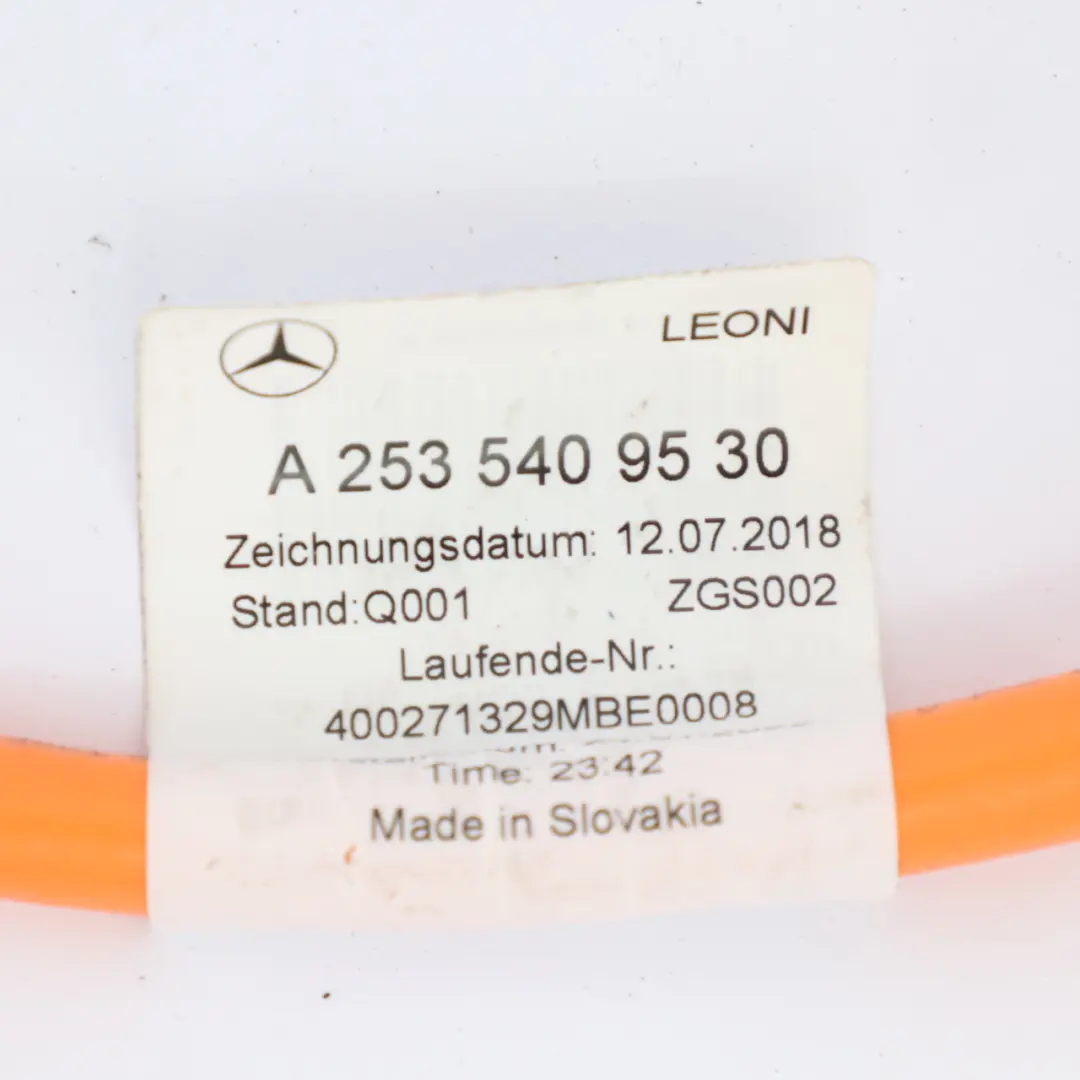 LEONI
A 253 540 95 30
Zeichnungsdatum: 12.07.2018
Stand:Q001 ZGS002
Laufende-Nr.:
400271329MBE0008
Time: 23:42
Made in Slovakia